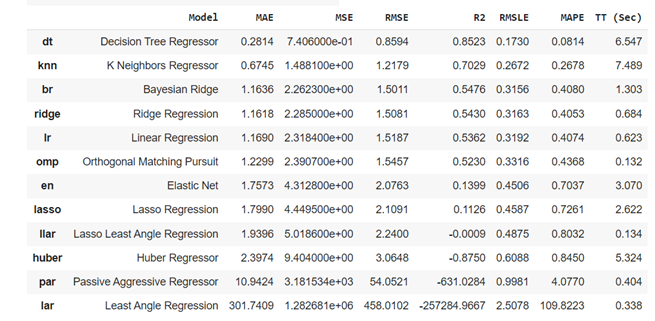 Model MAE MSE RMSE R2 RMSLE MAPE TT (Sec)
dt Decision Tree Regressor 0.2814 7.406000e-01 0.8594 0.8523 0.1730 0.0814 6.547
knn K Neighbors Regressor 0.6745 1.488100e+00 1.2179 0.7029 0.2672 0.2678 7.489
br Bayesian Ridge 1.1636 2.262300e+00 1.5011 0.5476 0.3156 0.4080 1.303
ridge Ridge Regression 1.1618 2.285000e+00 1.5081 0.5430 0.3163 0.4053 0.684
lr Linear Regression 1.1690 2.318400e+00 1.5187 0.5362 0.3192 0.4074 0.623
omp Orthogonal Matching Pursuit 1.2299 2.390700e+00 1.5457 0.5230 0.3316 0.4368 0.132
en Elastic Net 1.7573 4.312800e+00 2.0763 0.1399 0.4506 0.7037 3.070
lasso Lasso Regression 1.7990 4.449500e+00 2.1091 0.1126 0.4587 0.7261 2.622
llar Lasso Least Angle Regression 1.9396 5.018600e+00 2.2400 -0.0009 0.4875 0.8032 0.134
huber Huber Regressor 2.3974 9.404000e+00 3.0648 -0.8750 0.6088 0.8450 5.324
par Passive Aggressive Regressor 10.9424 3.181534e+03 54.0521 -631.0284 0.9981 4.0770 0.404
lar Least Angle Regression 301.7409 1.282681e+06 458.0102 -257284.9667 2.5078 109.8223 0.338